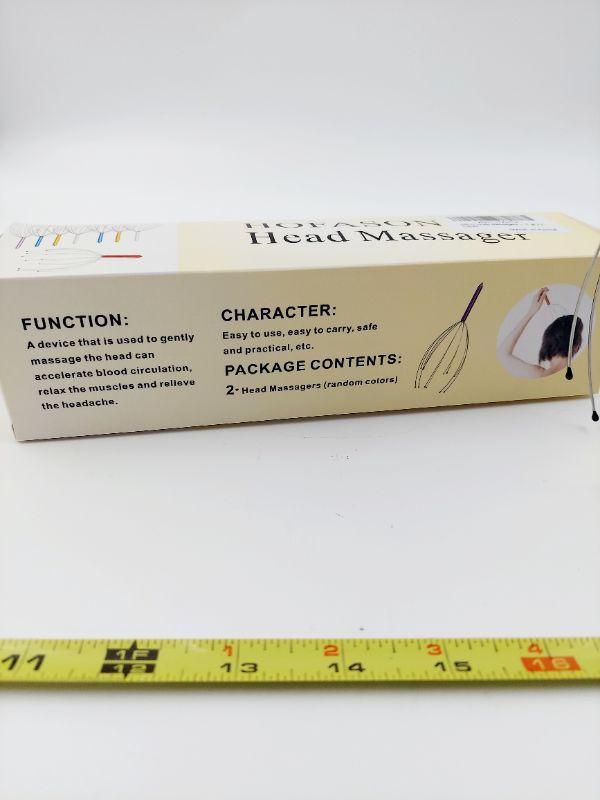 HOFASON
Head Massager
FUNCTION:
A device that is used to gently
massage the head can
accelerate blood circulation,
relax the muscles and relieve
the headache.
CHARACTER:
Easy to use, easy to carry, safe
and practical, etc.
PACKAGE CONTENTS:
2* Head Massagers (random colors)
1F 1 2 3 4
11 12 13 14 15 16